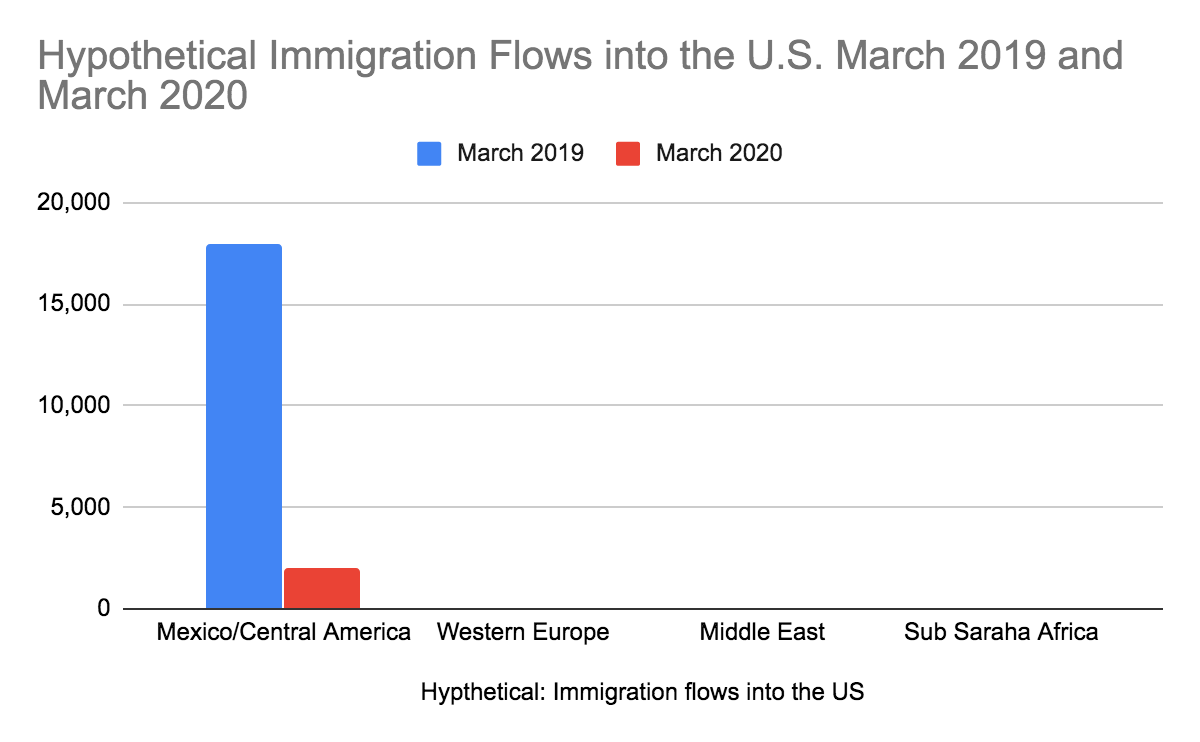 Hypothetical Immigration Flows into the U.S. March 2019 and
March 2020
March 2019 March 2020
20,000
15,000
10,000
5,000
0
Mexico/Central America Western Europe Middle East Sub Saraha Africa
Hypthetical: Immigration flows into the US